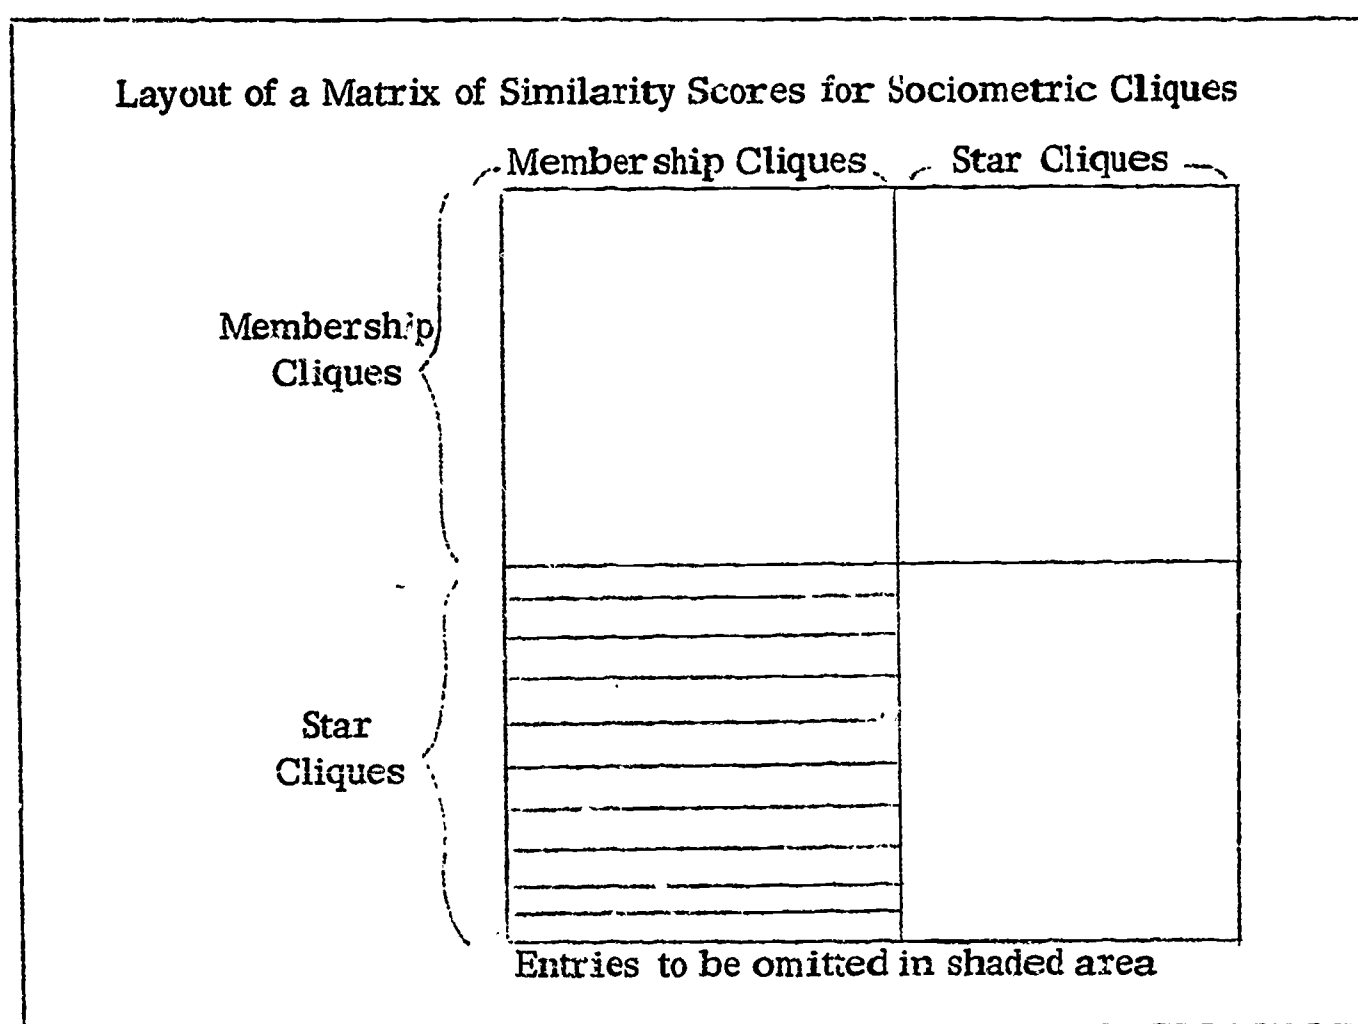 Layout of a Matrix of Similarity Scores for Sociometric Cliques
Membership Cliques
Star Cliques
Membership
Cliques
Star
Cliques
Entries to be omitted in shaded area